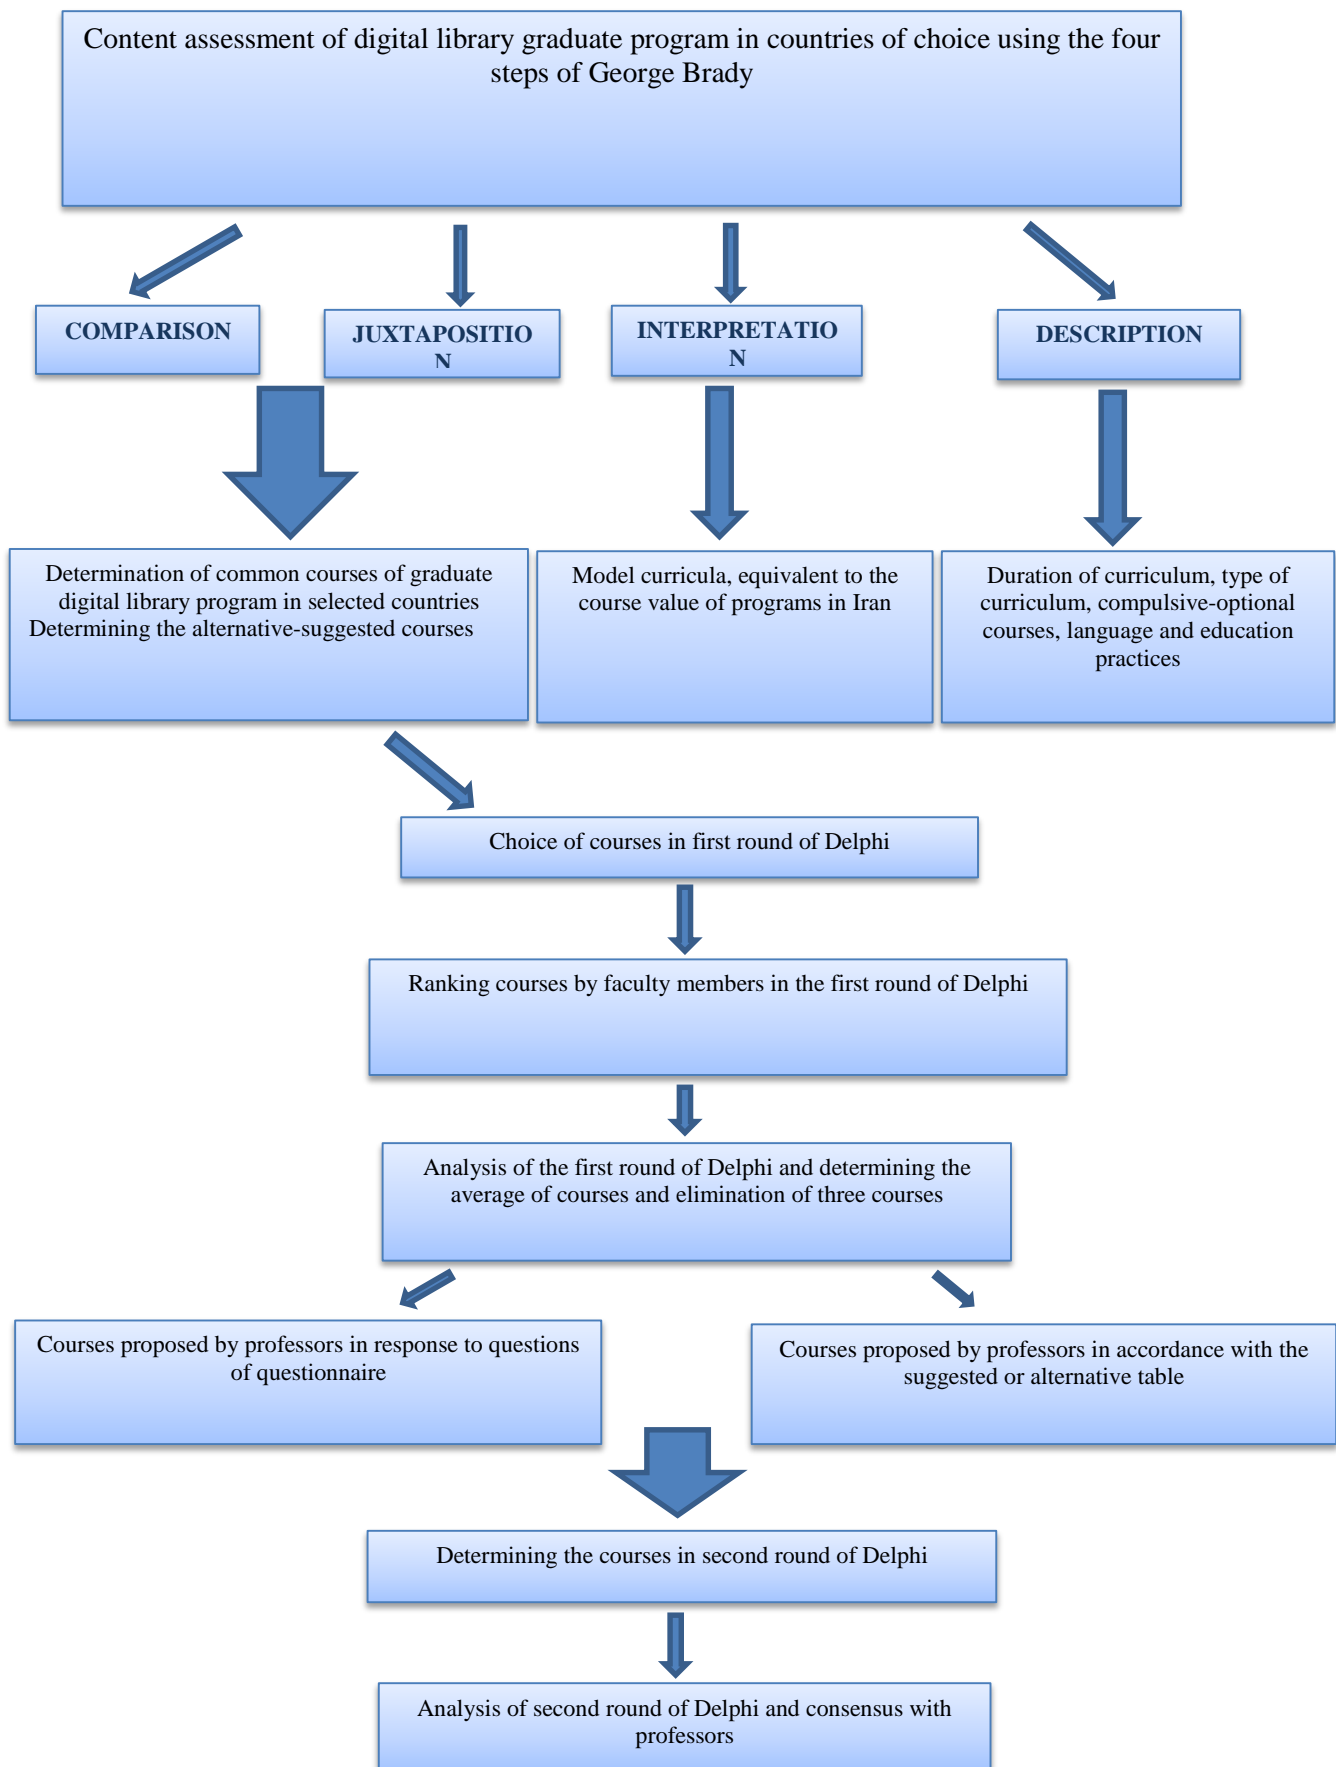 Content assessment of digital library graduate program in countries of choice using the four
steps of George Brady
COMPARISON
JUXTAPOSITIO
N
INTERPRETATIO
N
DESCRIPTION
Determination of common courses of graduate
digital library program in selected countries
Determining the alternative-suggested courses
Model curricula, equivalent to the
course value of programs in Iran
Duration of curriculum, type of
curriculum, compulsive-optional
courses, language and education
practices
Choice of courses in first round of Delphi
Ranking courses by faculty members in the first round of Delphi
Analysis of the first round of Delphi and determining the
average of courses and elimination of three courses
Courses proposed by professors in response to questions
of questionnaire
Courses proposed by professors in accordance with the
suggested or alternative table
Determining the courses in second round of Delphi
Analysis of second round of Delphi and consensus with
professors